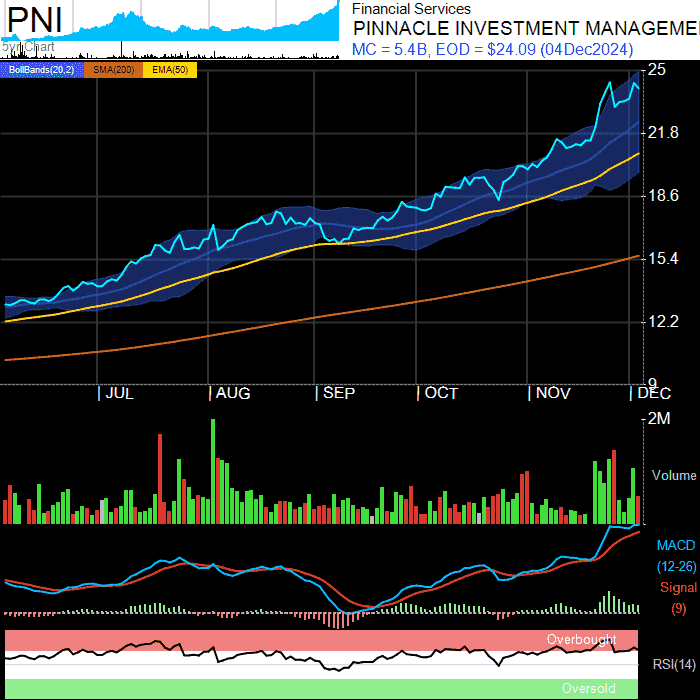 PNI
5yr Chart
Financial Services
PINNACLE INVESTMENT MANAGEME
MC = 5.4B, EOD = $24.09 (04Dec2024)
BollBands(20,2) SMA(200) EMA(50)
25
21.8
18.6
15.4
12.2
9
JUL AUG SEP OCT NOV DEC
2M
Volume
MACD
(12-26)
Signal
(9)
Overbought
RSI(14)
Oversold